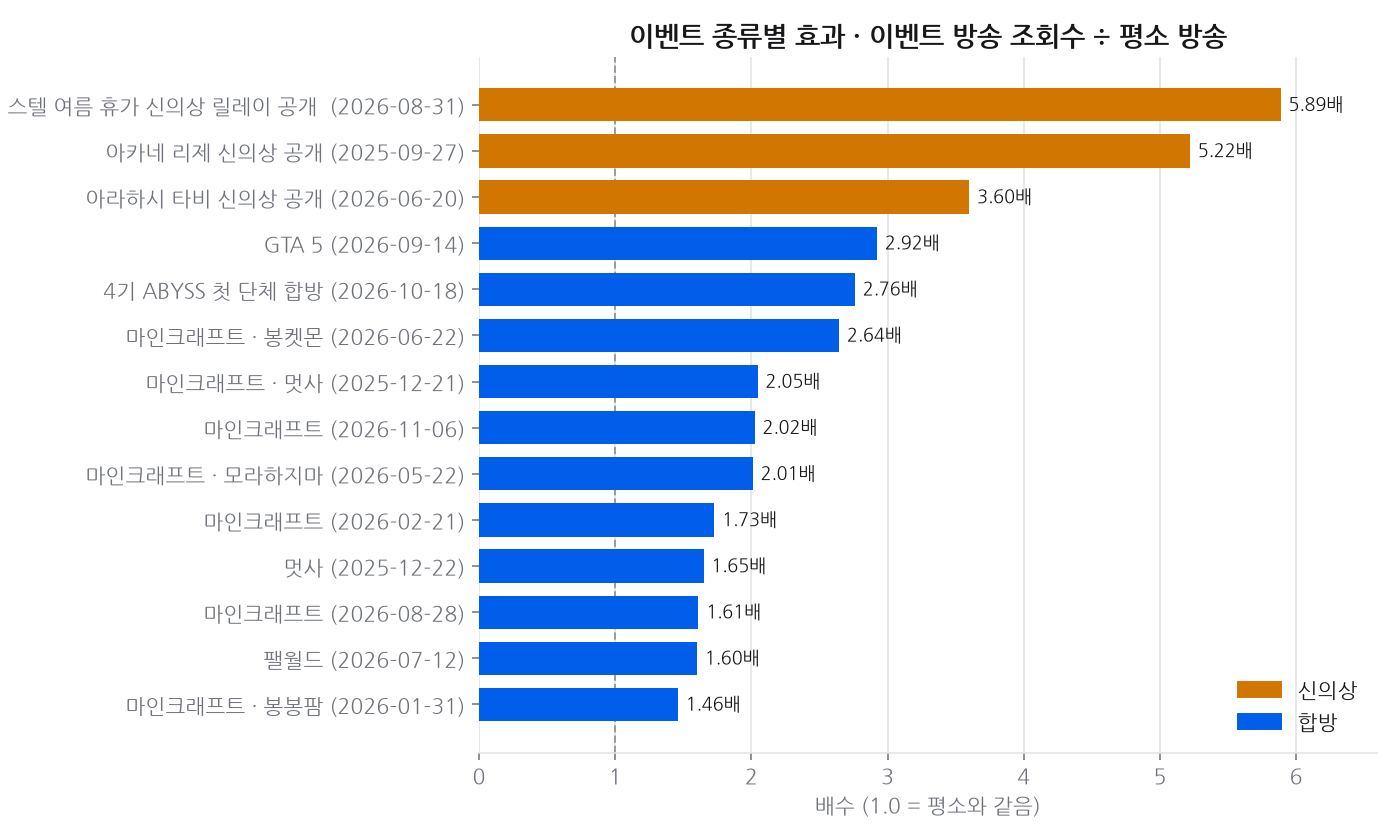 이벤트 종류별 효과 · 이벤트 방송 조회수 ÷ 평소 방송
스텔 여름 휴가 신의상 릴레이 공개 (2026-08-31) 5.89배
아카네 리제 신의상 공개 (2025-09-27) 5.22배
아라하시 타비 신의상 공개 (2026-06-20) 3.60배
GTA 5 (2026-09-14) 2.92배
4기 ABYSS 첫 단체 합방 (2026-10-18) 2.76배
마인크래프트 · 봉켓몬 (2026-06-22) 2.64배
마인크래프트 · 멋사 (2025-12-21) 2.05배
마인크래프트 (2026-11-06) 2.02배
마인크래프트 · 모라하지마 (2026-05-22) 2.01배
마인크래프트 (2026-02-21) 1.73배
멋사 (2025-12-22) 1.65배
마인크래프트 (2026-08-28) 1.61배
팰월드 (2026-07-12) 1.60배
마인크래프트 · 봉봉팜 (2026-01-31) 1.46배
신의상
합방
0 1 2 3 4 5 6
배수 (1.0 = 평소와 같음)